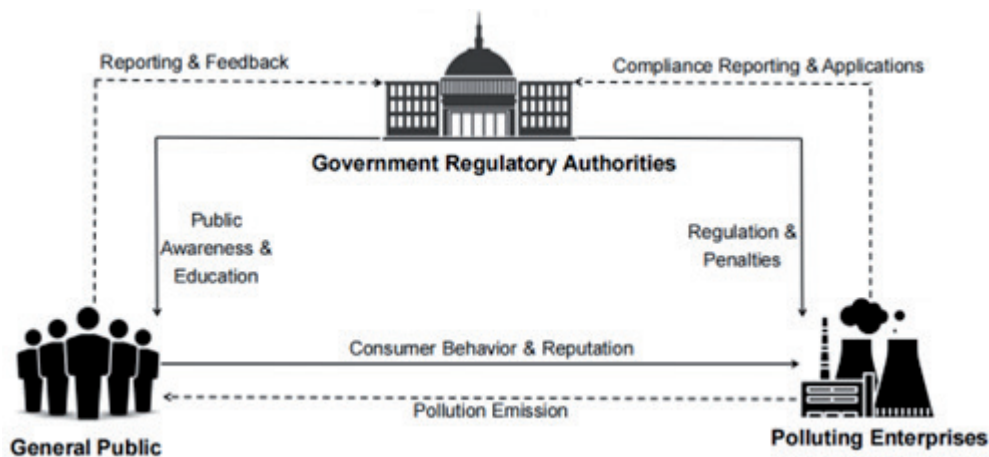 Reporting & Feedback
Compliance Reporting & Applications
Government Regulatory Authorities
Public
Awareness &
Education
Regulation &
Penalties
Consumer Behavior & Reputation
Pollution Emission
General Public
Polluting Enterprises